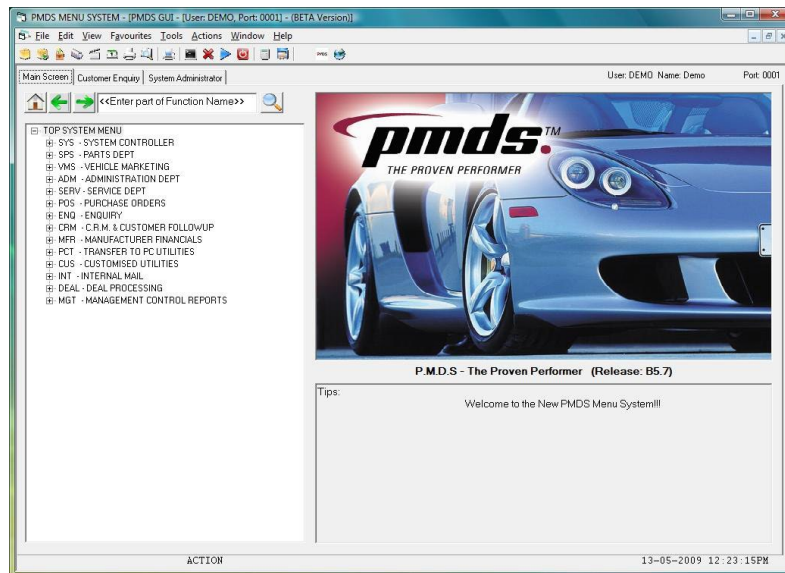 PMDS MENU SYSTEM - [PMDS GUI - [User: DEMO, Port: 0001] - (BETA Version)]
File Edit View Favourites Tools Actions Window Help
PMDS
Main Screen Customer Enquiry System Administrator User: DEMO Name: Demo Port: 0001
<<Enter part of Function Name>>
TOP SYSTEM MENU
SYS - SYSTEM CONTROLLER
SPS - PARTS DEPT
VMS - VEHICLE MARKETING
ADM - ADMINISTRATION DEPT
SERV - SERVICE DEPT
POS - PURCHASE ORDERS
ENQ - ENQUIRY
CRM - C.R.M. & CUSTOMER FOLLOWUP
MFR - MANUFACTURER FINANCIALS
PCT - TRANSFER TO PC UTILITIES
CUS - CUSTOMISED UTILITIES
INT - INTERNAL MAIL
DEAL - DEAL PROCESSING
MGT - MANAGEMENT CONTROL REPORTS
pmds.TM
THE PROVEN PERFORMER
P.M.D.S - The Proven Performer (Release: B5.7)
Tips:
Welcome to the New PMDS Menu System!!!
ACTION 13-05-2009 12:23:15PM